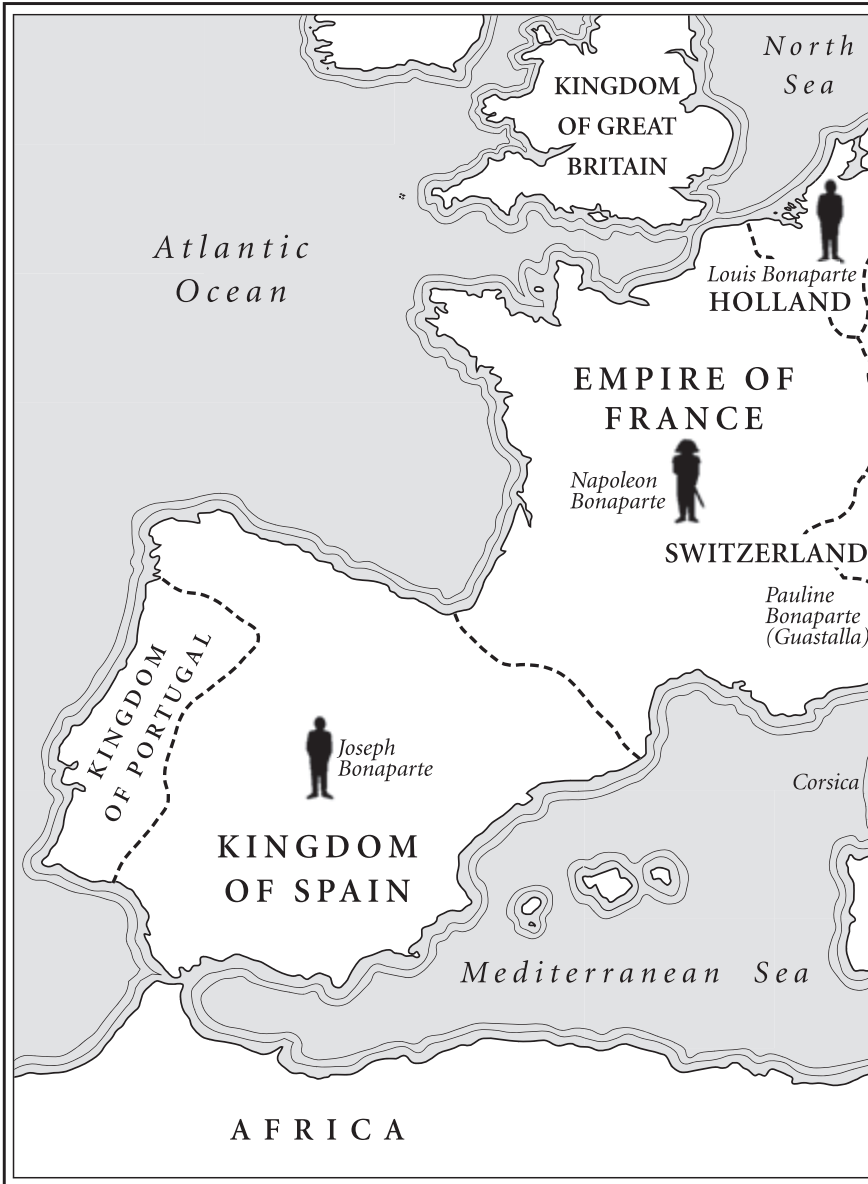 North
Sea
KINGDOM
OF GREAT
BRITAIN
Atlantic
Ocean
Louis Bonaparte
HOLLAND
EMPIRE OF
FRANCE
Napoleon
Bonaparte
SWITZERLAND
Pauline
Bonaparte
(Guastalla)
KINGDOM
OF PORTUGAL
Joseph
Bonaparte
Corsica
KINGDOM
OF SPAIN
Mediterranean Sea
AFRICA